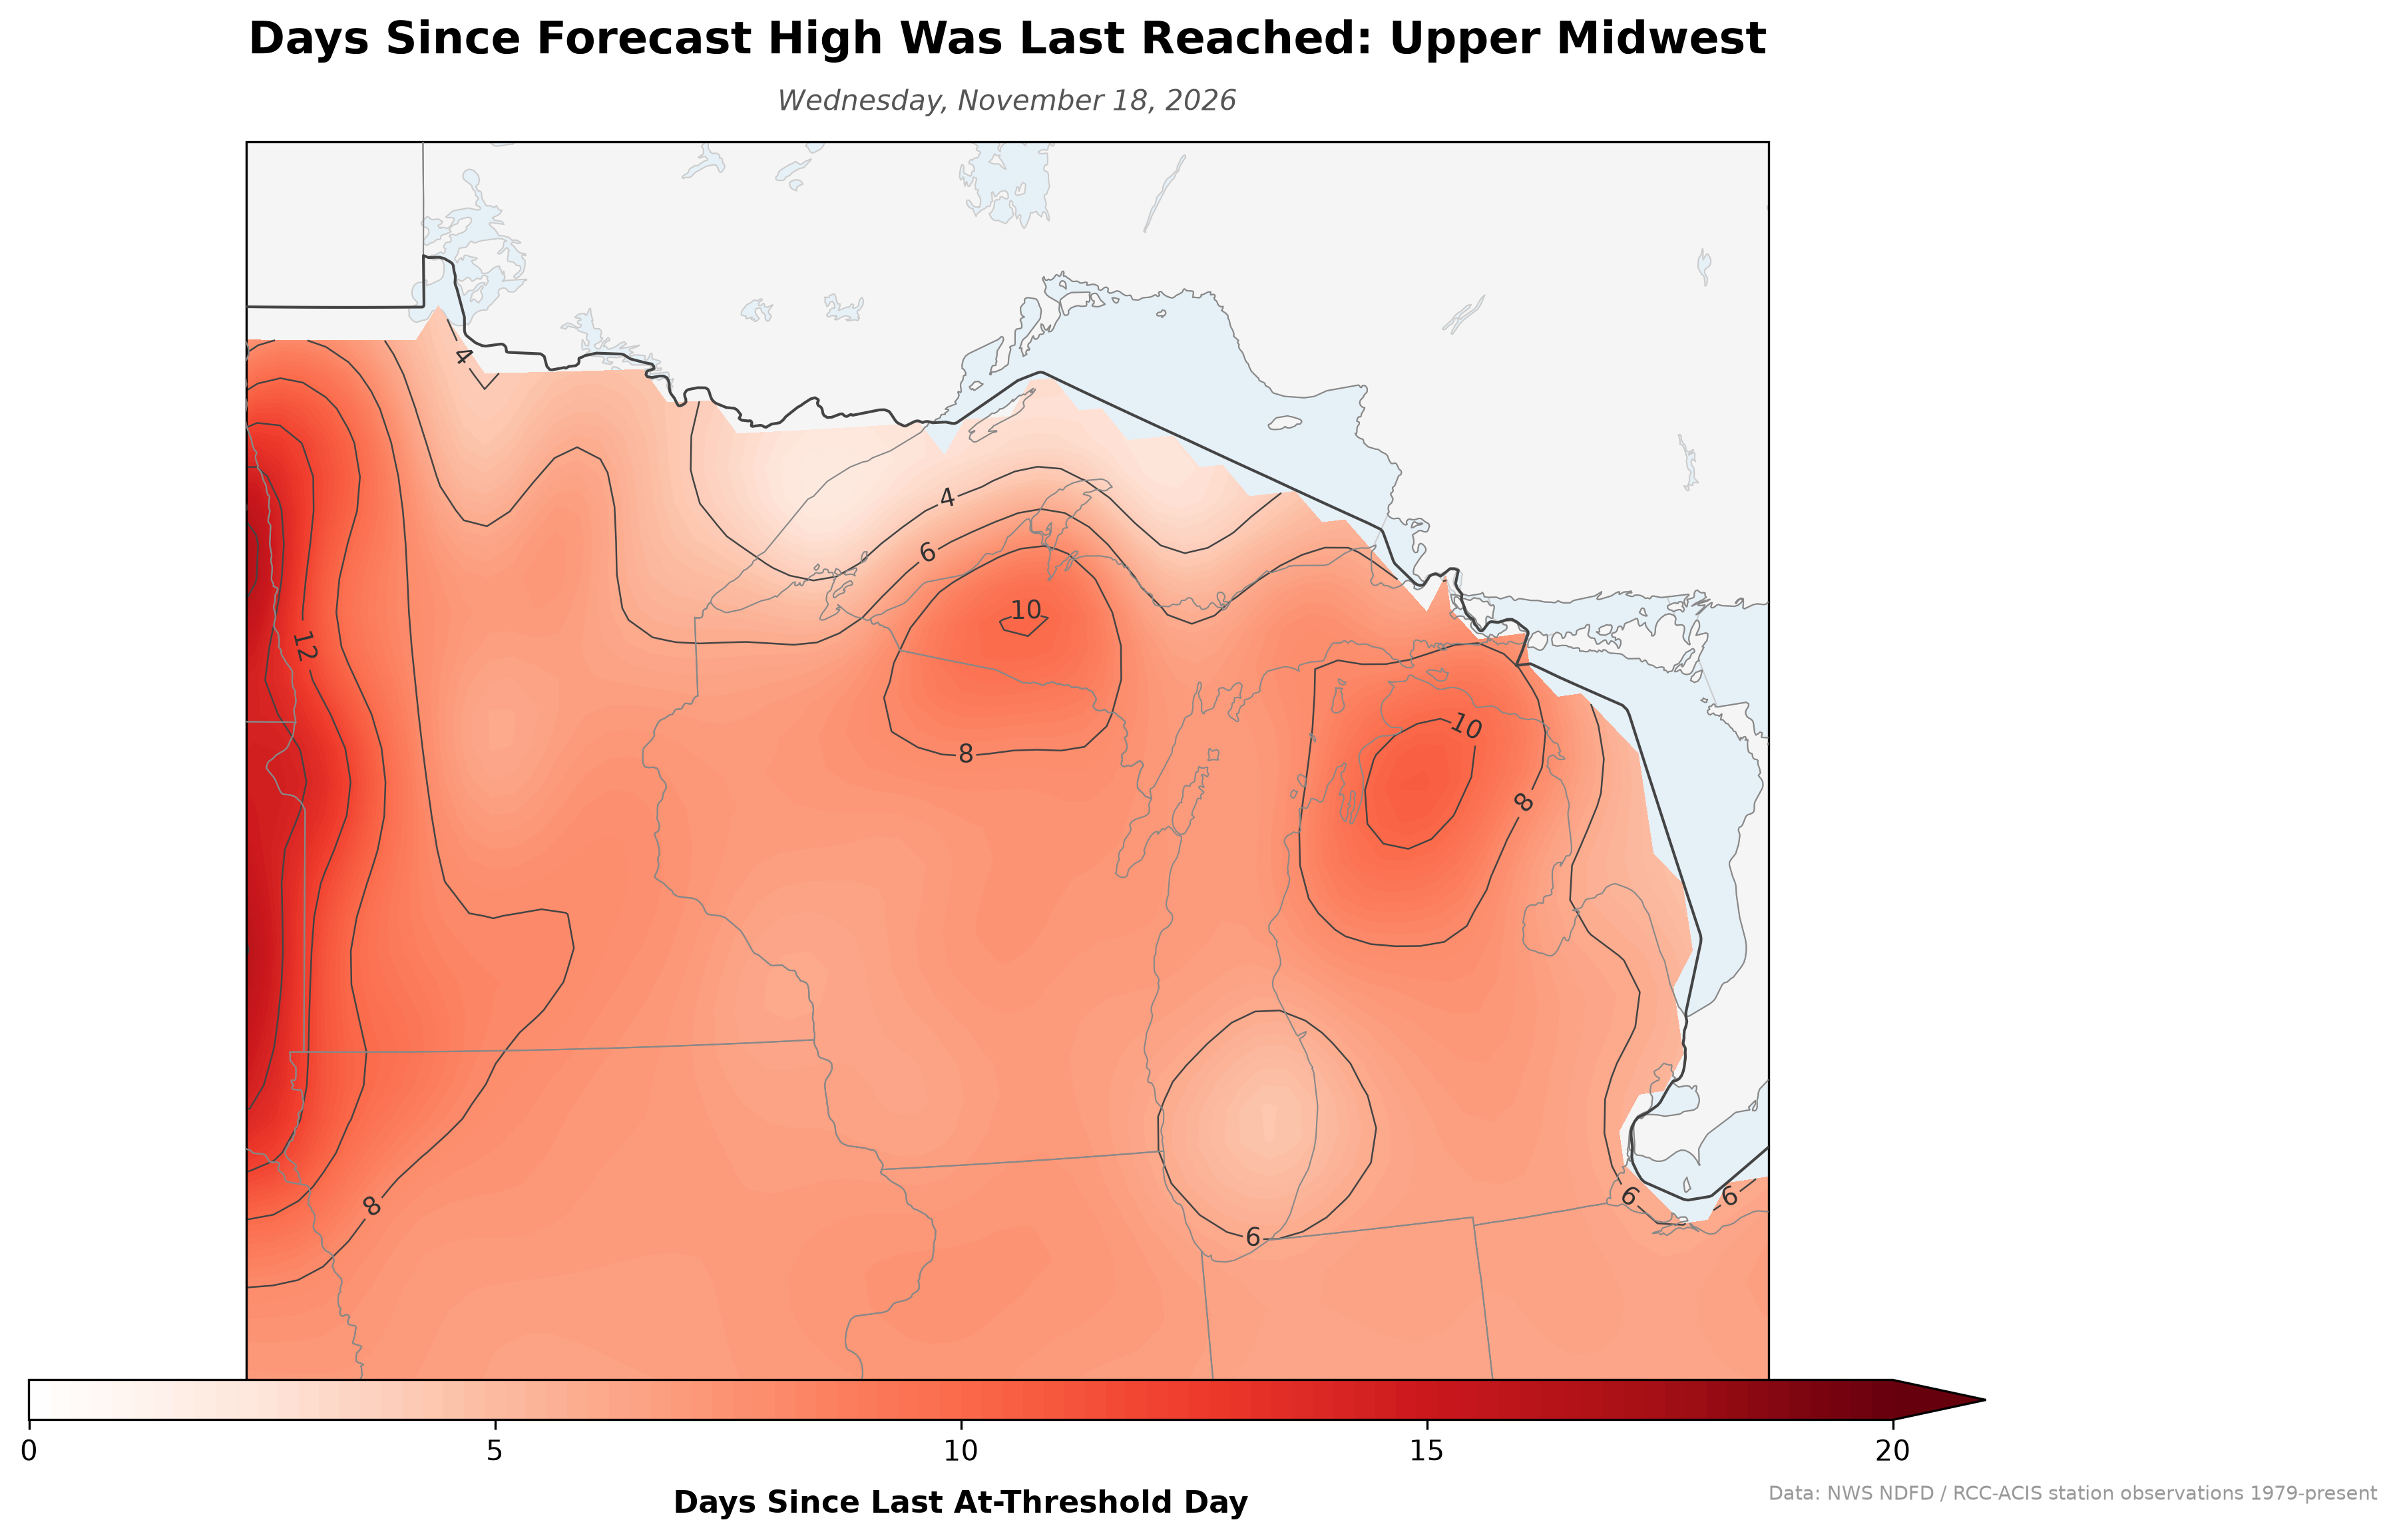 Days Since Forecast High Was Last Reached: Upper Midwest
Wednesday, November 18, 2026
4
4
6
10
12
10
8
8
8
6
6
6
0 5 10 15 20
Days Since Last At-Threshold Day
Data: NWS NDFD / RCC-ACIS station observations 1979-present